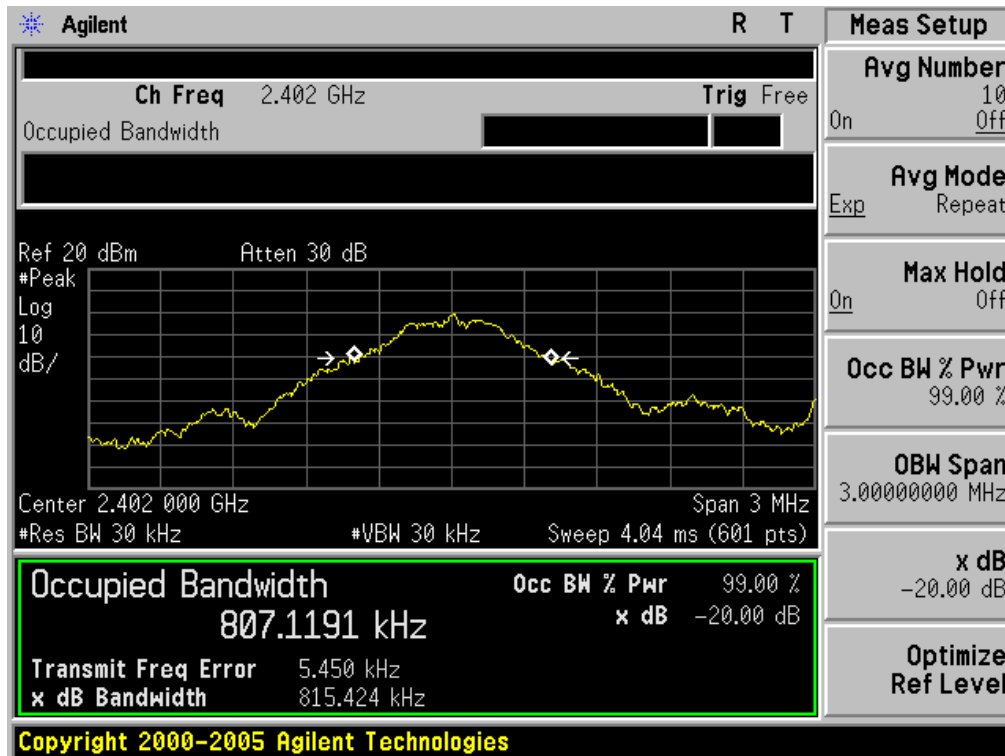 Agilent R T
Ch Freq 2.402 GHz Trig Free
Occupied Bandwidth
Ref 20 dBm Atten 30 dB
#Peak
Log
10
dB/
Center 2.402 000 GHz Span 3 MHz
#Res BW 30 kHz #VBW 30 kHz Sweep 4.04 ms (601 pts)
Occupied Bandwidth Occ BW % Pwr 99.00 %
807.1191 kHz x dB -20.00 dB
Transmit Freq Error 5.450 kHz
x dB Bandwidth 815.424 kHz
Meas Setup
Avg Number
10
On Off
Avg Mode
Exp Repeat
Max Hold
On Off
Occ BW % Pwr
99.00 %
OBW Span
3.00000000 MHz
x dB
-20.00 dB
Optimize
Ref Level
Copyright 2000-2005 Agilent Technologies